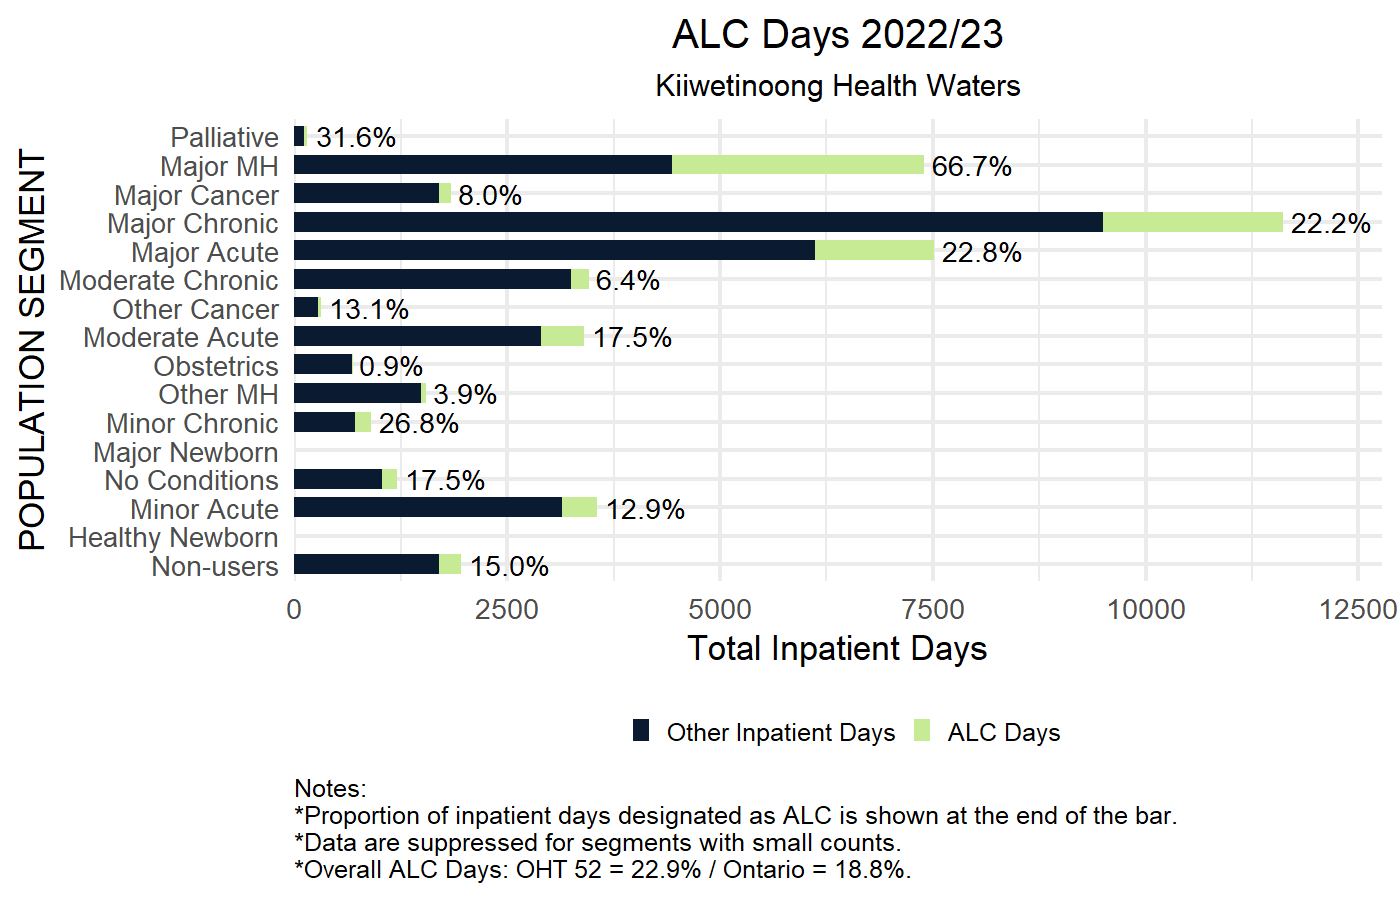 ALC Days 2022/23
Kiiwetinoong Health Waters
POPULATION SEGMENT
Palliative 31.6%
Major MH 66.7%
Major Cancer 8.0%
Major Chronic 22.2%
Major Acute 22.8%
Moderate Chronic 6.4%
Other Cancer 13.1%
Moderate Acute 17.5%
Obstetrics 0.9%
Other MH 3.9%
Minor Chronic 26.8%
Major Newborn
No Conditions 17.5%
Minor Acute 12.9%
Healthy Newborn
Non-users 15.0%
0 2500 5000 7500 10000 12500
Total Inpatient Days
Other Inpatient Days ALC Days
Notes:
*Proportion of inpatient days designated as ALC is shown at the end of the bar.
*Data are suppressed for segments with small counts.
*Overall ALC Days: OHT 52 = 22.9% / Ontario = 18.8%.